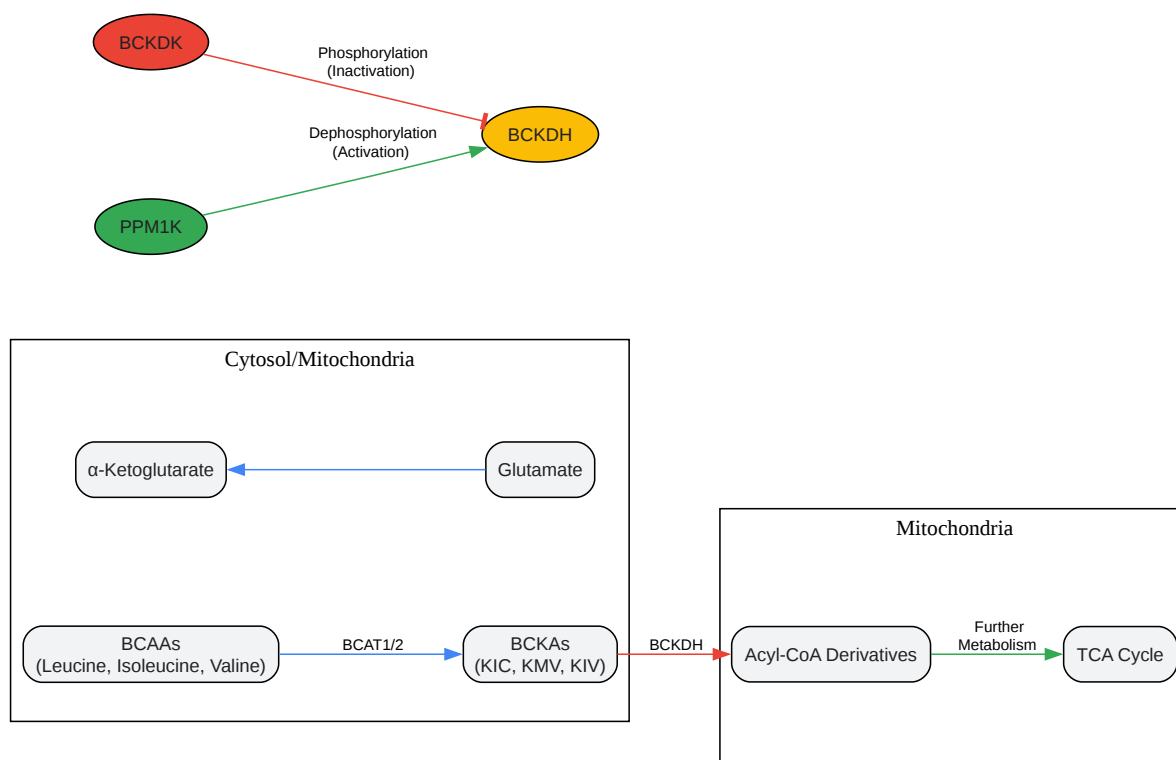 BCKDK
Phosphorylation
(Inactivation)
BCKDH
Dephosphorylation
(Activation)
PPM1K
Cytosol/Mitochondria
α-Ketoglutarate
Glutamate
Mitochondria
BCAAs
(Leucine, Isoleucine, Valine)
BCAT1/2
BCKAs
(KIC, KMV, KIV)
BCKDH
Acyl-CoA Derivatives
Further
Metabolism
TCA Cycle